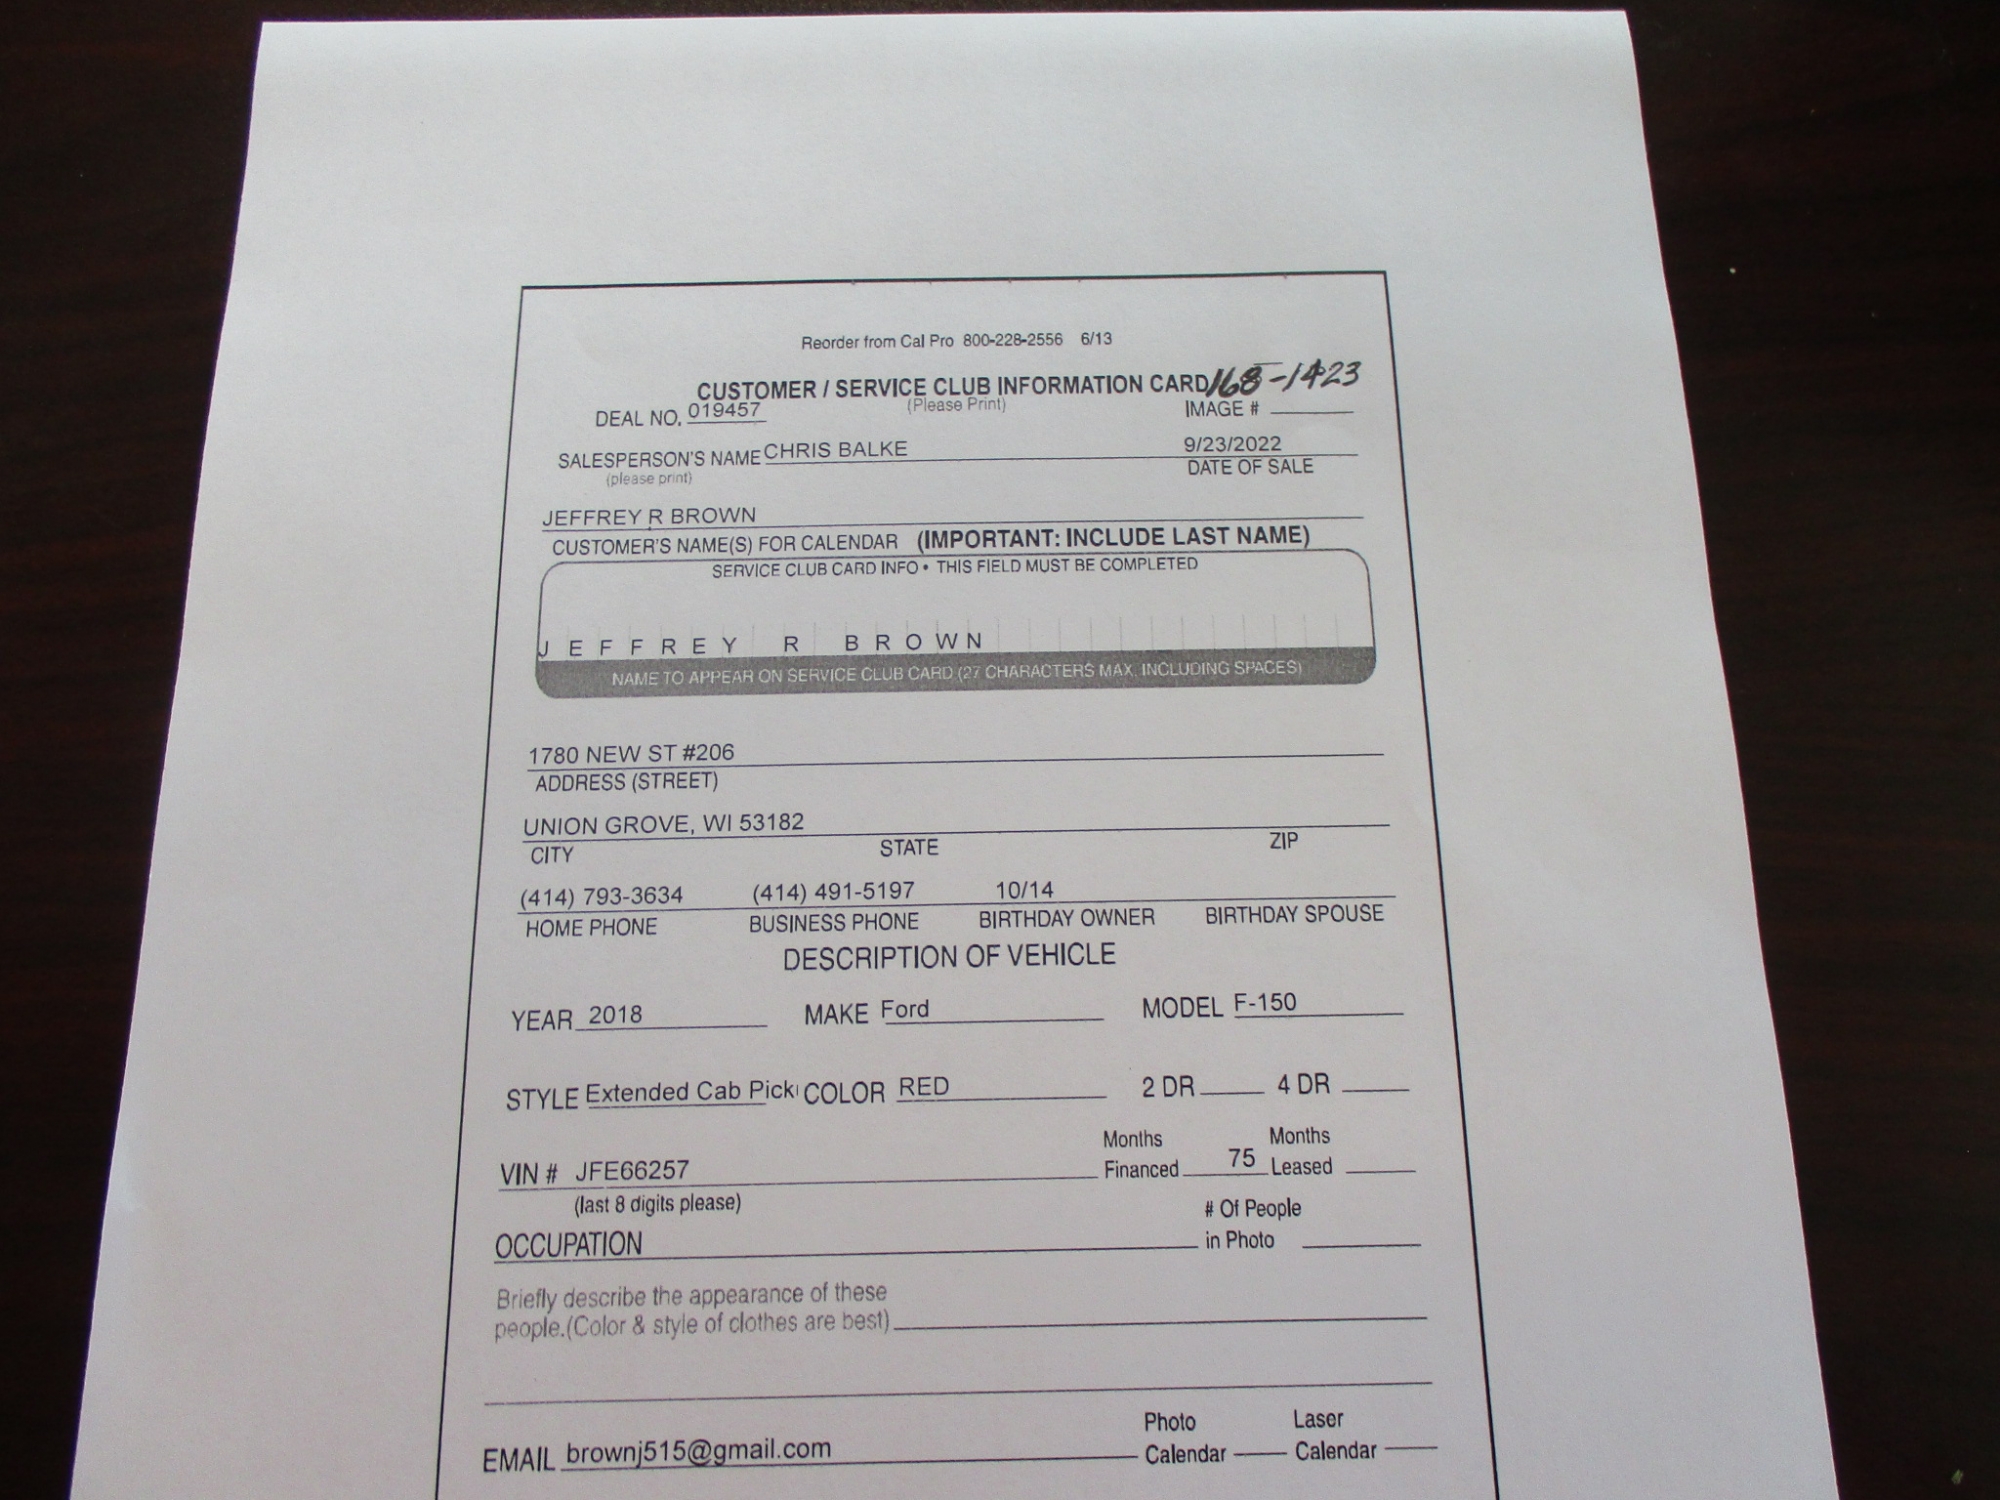 Reorder from Cal Pro 800-228-2556 6/13
CUSTOMER / SERVICE CLUB INFORMATION CARD 168-1423
(Please Print)
DEAL NO. 019457 IMAGE #
SALESPERSON'S NAME CHRIS BALKE 9/23/2022
(please print) DATE OF SALE
JEFFREY R BROWN
CUSTOMER'S NAME(S) FOR CALENDAR (IMPORTANT: INCLUDE LAST NAME)
SERVICE CLUB CARD INFO • THIS FIELD MUST BE COMPLETED
JEFFREY R BROWN
NAME TO APPEAR ON SERVICE CLUB CARD (27 CHARACTERS MAX, INCLUDING SPACES)
1780 NEW ST #206
ADDRESS (STREET)
UNION GROVE, WI 53182
CITY STATE ZIP
(414) 793-3634 (414) 491-5197 10/14
HOME PHONE BUSINESS PHONE BIRTHDAY OWNER BIRTHDAY SPOUSE
DESCRIPTION OF VEHICLE
YEAR 2018 MAKE Ford MODEL F-150
STYLE Extended Cab Pick COLOR RED 2 DR 4 DR
Months Months
VIN # JFE66257 Financed 75 Leased
(last 8 digits please)
# Of People
OCCUPATION in Photo
Briefly describe the appearance of these
people.(Color & style of clothes are best)
Photo Laser
EMAIL brownj515@gmail.com Calendar Calendar